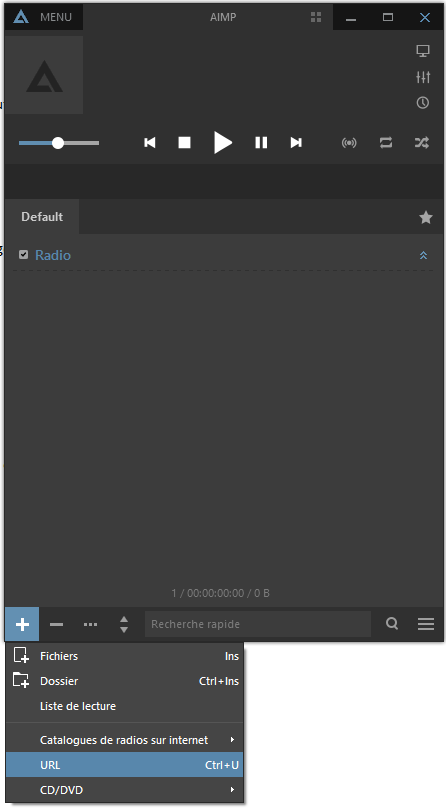 MENU AIMP
Default
Radio
1 / 00:00:00:00 / 0 B
Recherche rapide
Fichiers Ins
Dossier Ctrl+Ins
Liste de lecture
Catalogues de radios sur internet
URL Ctrl+U
CD/DVD